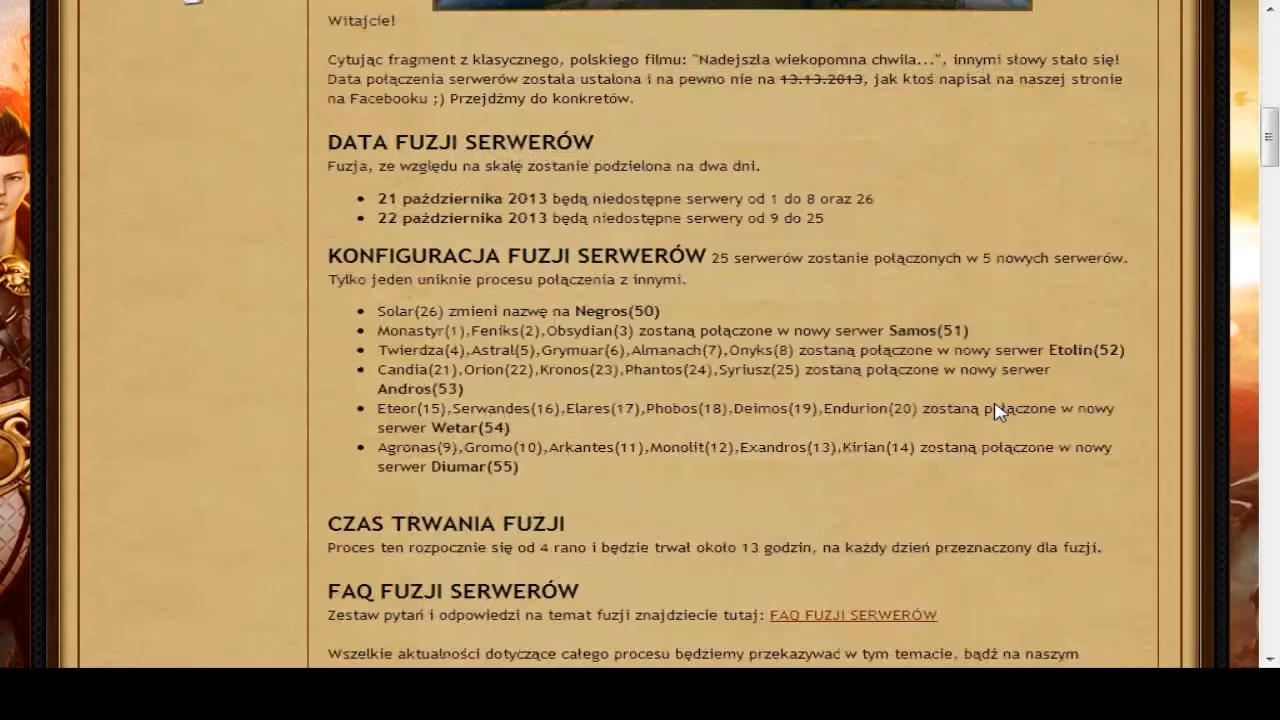 Witajcie!
Cytując fragment z klasycznego, polskiego filmu: "Nadejszła wiekopomna chwila...", innymi słowy stało się!
Data połączenia serwerów została ustalona i na pewno nie na 13.13.2013, jak ktoś napisał na naszej stronie
na Facebooku ;) Przejdźmy do konkretów.
DATA FUZJI SERWERÓW
Fuzja, ze względu na skalę zostanie podzielona na dwa dni.
• 21 października 2013 będą niedostępne serwery od 1 do 8 oraz 26
• 22 października 2013 będą niedostępne serwery od 9 do 25
KONFIGURACJA FUZJI SERWERÓW 25 serwerów zostanie połączonych w 5 nowych serwerów.
Tylko jeden uniknie procesu połączenia z innymi.
• Solar(26) zmieni nazwę na Negros(50)
• Monastyr(1),Feniks(2),Obsydian(3) zostaną połączone w nowy serwer Samos(51)
• Twierdza(4),Astral(5),Grymuar(6),Almanach(7),Onyks(8) zostaną połączone w nowy serwer Etolin(52)
• Candia(21),Orion(22),Kronos(23),Phantos(24),Syriusz(25) zostaną połączone w nowy serwer
Andros(53)
• Eteor(15),Serwandes(16),Elares(17),Phobos(18),Deimos(19),Endurion(20) zostaną połączone w nowy
serwer Wetar(54)
• Agronas(9),Gromo(10),Arkantes(11),Monolit(12),Exandros(13),Kirian(14) zostaną połączone w nowy
serwer Diumar(55)
CZAS TRWANIA FUZJI
Proces ten rozpocznie się od 4 rano i będzie trwał około 13 godzin, na każdy dzień przeznaczony dla fuzji.
FAQ FUZJI SERWERÓW
Zestaw pytań i odpowiedzi na temat fuzji znajdziecie tutaj: FAQ FUZJI SERWERÓW
Wszelkie aktualności dotyczące całego procesu będziemy przekazywać w tym temacie, bądź na naszym